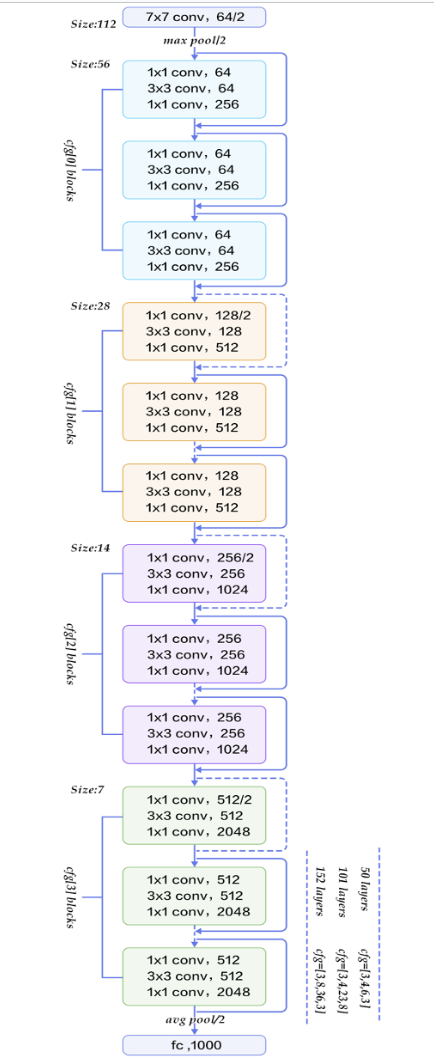 7x7 conv, 64/2
Size:112
max pool/2
Size:56
1x1 conv, 64
3x3 conv, 64
1x1 conv, 256
cfg[0] blocks
1x1 conv, 64
3x3 conv, 64
1x1 conv, 256
1x1 conv, 64
3x3 conv, 64
1x1 conv, 256
Size:28
1x1 conv, 128/2
3x3 conv, 128
1x1 conv, 512
cfg[1] blocks
1x1 conv, 128
3x3 conv, 128
1x1 conv, 512
1x1 conv, 128
3x3 conv, 128
1x1 conv, 512
Size:14
1x1 conv, 256/2
3x3 conv, 256
1x1 conv, 1024
cfg[2] blocks
1x1 conv, 256
3x3 conv, 256
1x1 conv, 1024
1x1 conv, 256
3x3 conv, 256
1x1 conv, 1024
Size:7
1x1 conv, 512/2
3x3 conv, 512
1x1 conv, 2048
cfg[3] blocks
1x1 conv, 512
3x3 conv, 512
1x1 conv, 2048
1x1 conv, 512
3x3 conv, 512
1x1 conv, 2048
50 layers cfg=[3,4,6,3]
101 layers cfg=[3,4,23,8]
152 layers cfg=[3,8,36,3]
avg pool/2
fc ,1000